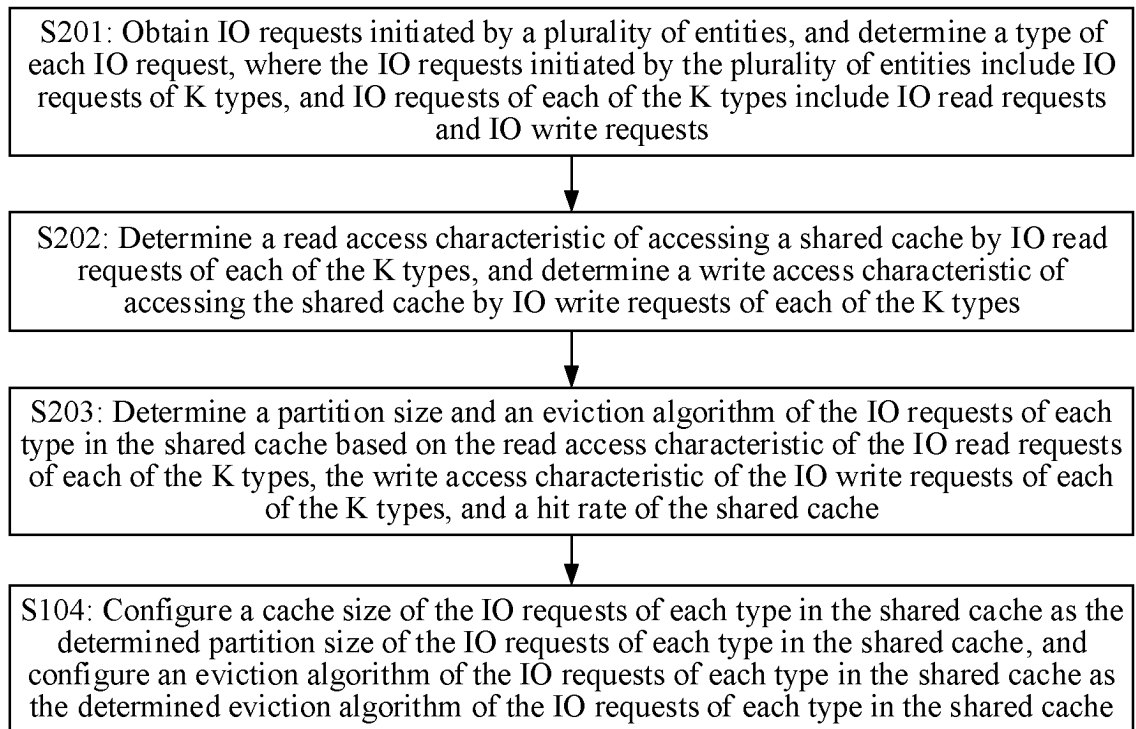 S201: Obtain IO requests initiated by a plurality of entities, and determine a type of
each IO request, where the IO requests initiated by the plurality of entities include IO
requests of K types, and IO requests of each of the K types include IO read requests
and IO write requests
S202: Determine a read access characteristic of accessing a shared cache by IO read
requests of each of the K types, and determine a write access characteristic of
accessing the shared cache by IO write requests of each of the K types
S203: Determine a partition size and an eviction algorithm of the IO requests of each
type in the shared cache based on the read access characteristic of the IO read requests
of each of the K types, the write access characteristic of the IO write requests of each
of the K types, and a hit rate of the shared cache
S104: Configure a cache size of the IO requests of each type in the shared cache as the
determined partition size of the IO requests of each type in the shared cache, and
configure an eviction algorithm of the IO requests of each type in the shared cache as
the determined eviction algorithm of the IO requests of each type in the shared cache